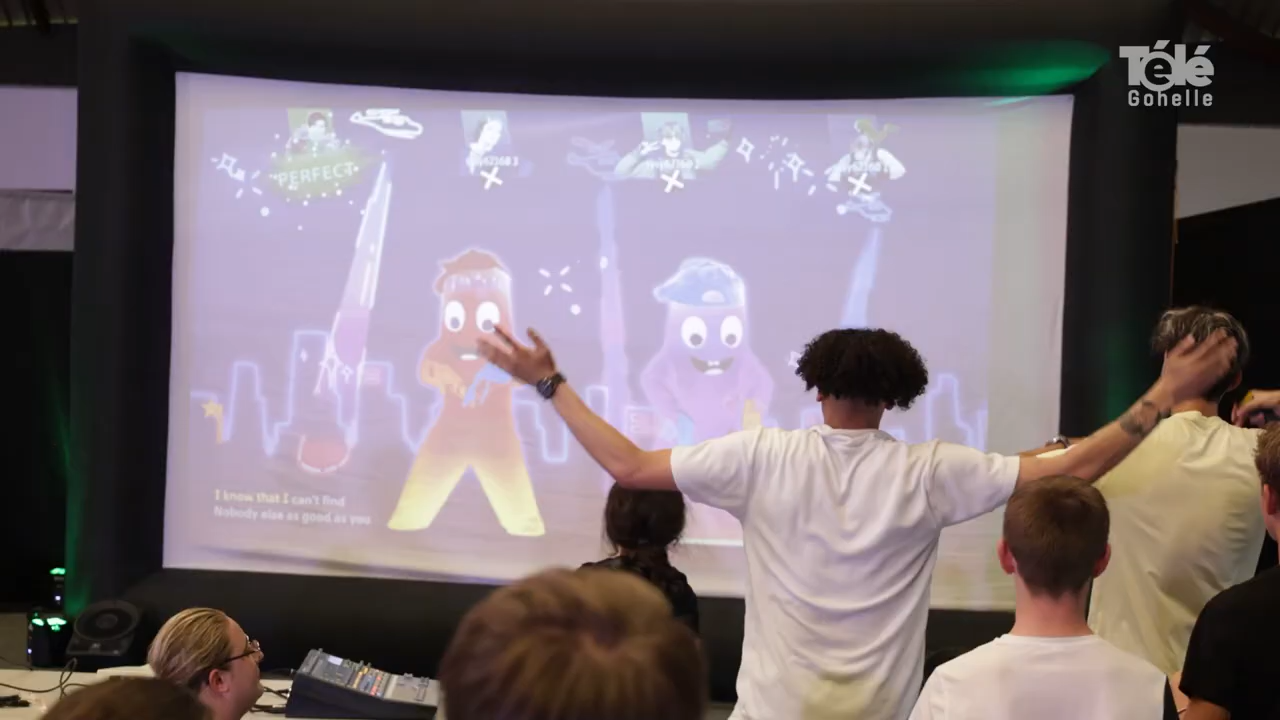 Télé
Gohelle
PERFECT
I know that I can't find
Nobody else as good as you